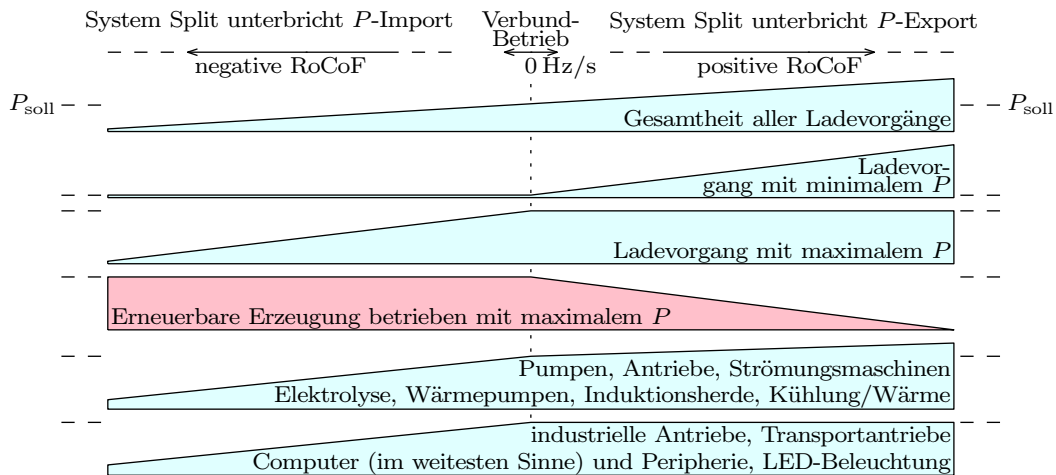 System Split unterbricht P-Import
Verbund-
Betrieb
System Split unterbricht P-Export
negative RoCoF
0 Hz/s
positive RoCoF
Psoll
Psoll
Gesamtheit aller Ladevorgänge
Ladevor-
gang mit minimalem P
Ladevorgang mit maximalem P
Erneuerbare Erzeugung betrieben mit maximalem P
Pumpen, Antriebe, Strömungsmaschinen
Elektrolyse, Wärmepumpen, Induktionsherde, Kühlung/Wärme
industrielle Antriebe, Transportantriebe
Computer (im weitesten Sinne) und Peripherie, LED-Beleuchtung